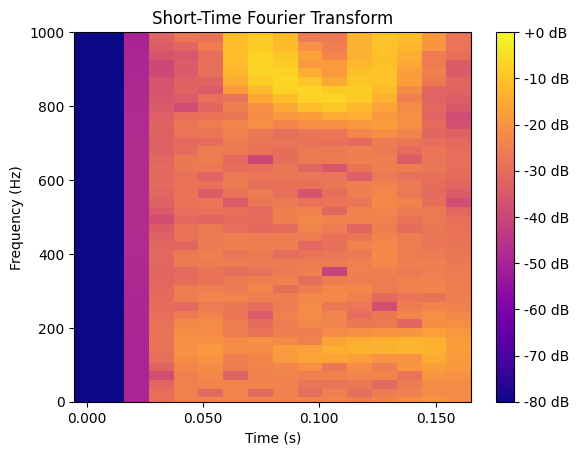 Short-Time Fourier Transform
Frequency (Hz)
1000
800
600
400
200
0
0.000
0.050
0.100
0.150
Time (s)
+0 dB
-10 dB
-20 dB
-30 dB
-40 dB
-50 dB
-60 dB
-70 dB
-80 dB